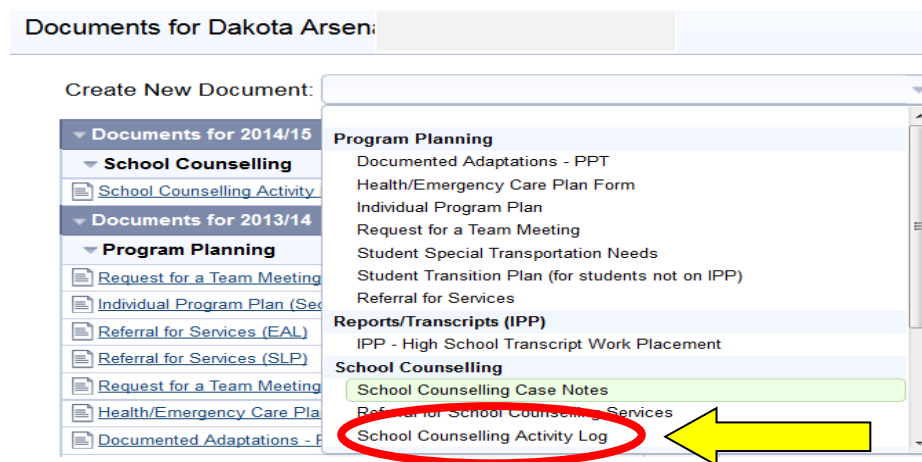 Documents for Dakota
Create New Document:
Documents for 2014/15
School Counselling
School Counselling Activity
Documents for 2013/14
Program Planning
Request for a Team Meeting
Individual Program Plan
Referral for Services (EAL)
Referral for Services (SLP)
Request for a Team Meeting
Health/Emergency Care
Documented Adaptations -
Program Planning
Documented Adaptations - PPT
Health/Emergency Care Plan Form
Individual Program Plan
Request for a Team Meeting
Student Special Transportation Needs
Student Transition Plan (for students not on IPP)
Referral for Services
Reports/Transcripts (IPP)
IPP - High School Transcript Work Placement
School Counselling
School Counselling Case Notes
Referral for School Counselling Services
School Counselling Activity Log